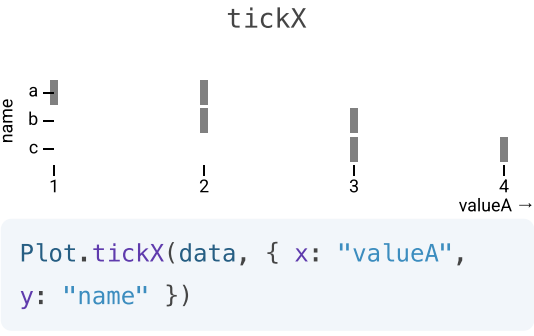 tickX
name
a
b
c
1 2 3 4
valueA →
Plot.tickX(data, { x: "valueA",
y: "name" })